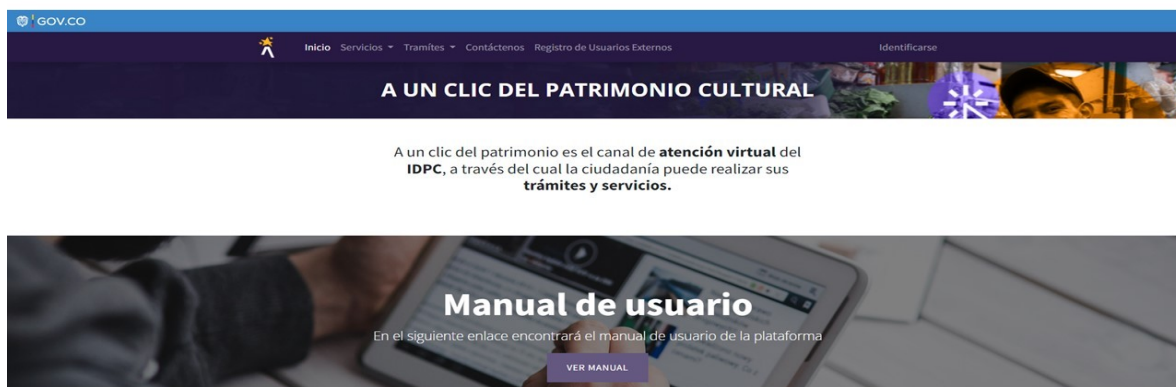 GOV.CO
Inicio Servicios Tramítes Contáctenos Registro de Usuarios Externos Identificarse
A UN CLIC DEL PATRIMONIO CULTURAL
A un clic del patrimonio es el canal de atención virtual del
IDPC, a través del cual la ciudadanía puede realizar sus
trámites y servicios.
Manual de usuario
En el siguiente enlace encontrará el manual de usuario de la plataforma
VER MANUAL